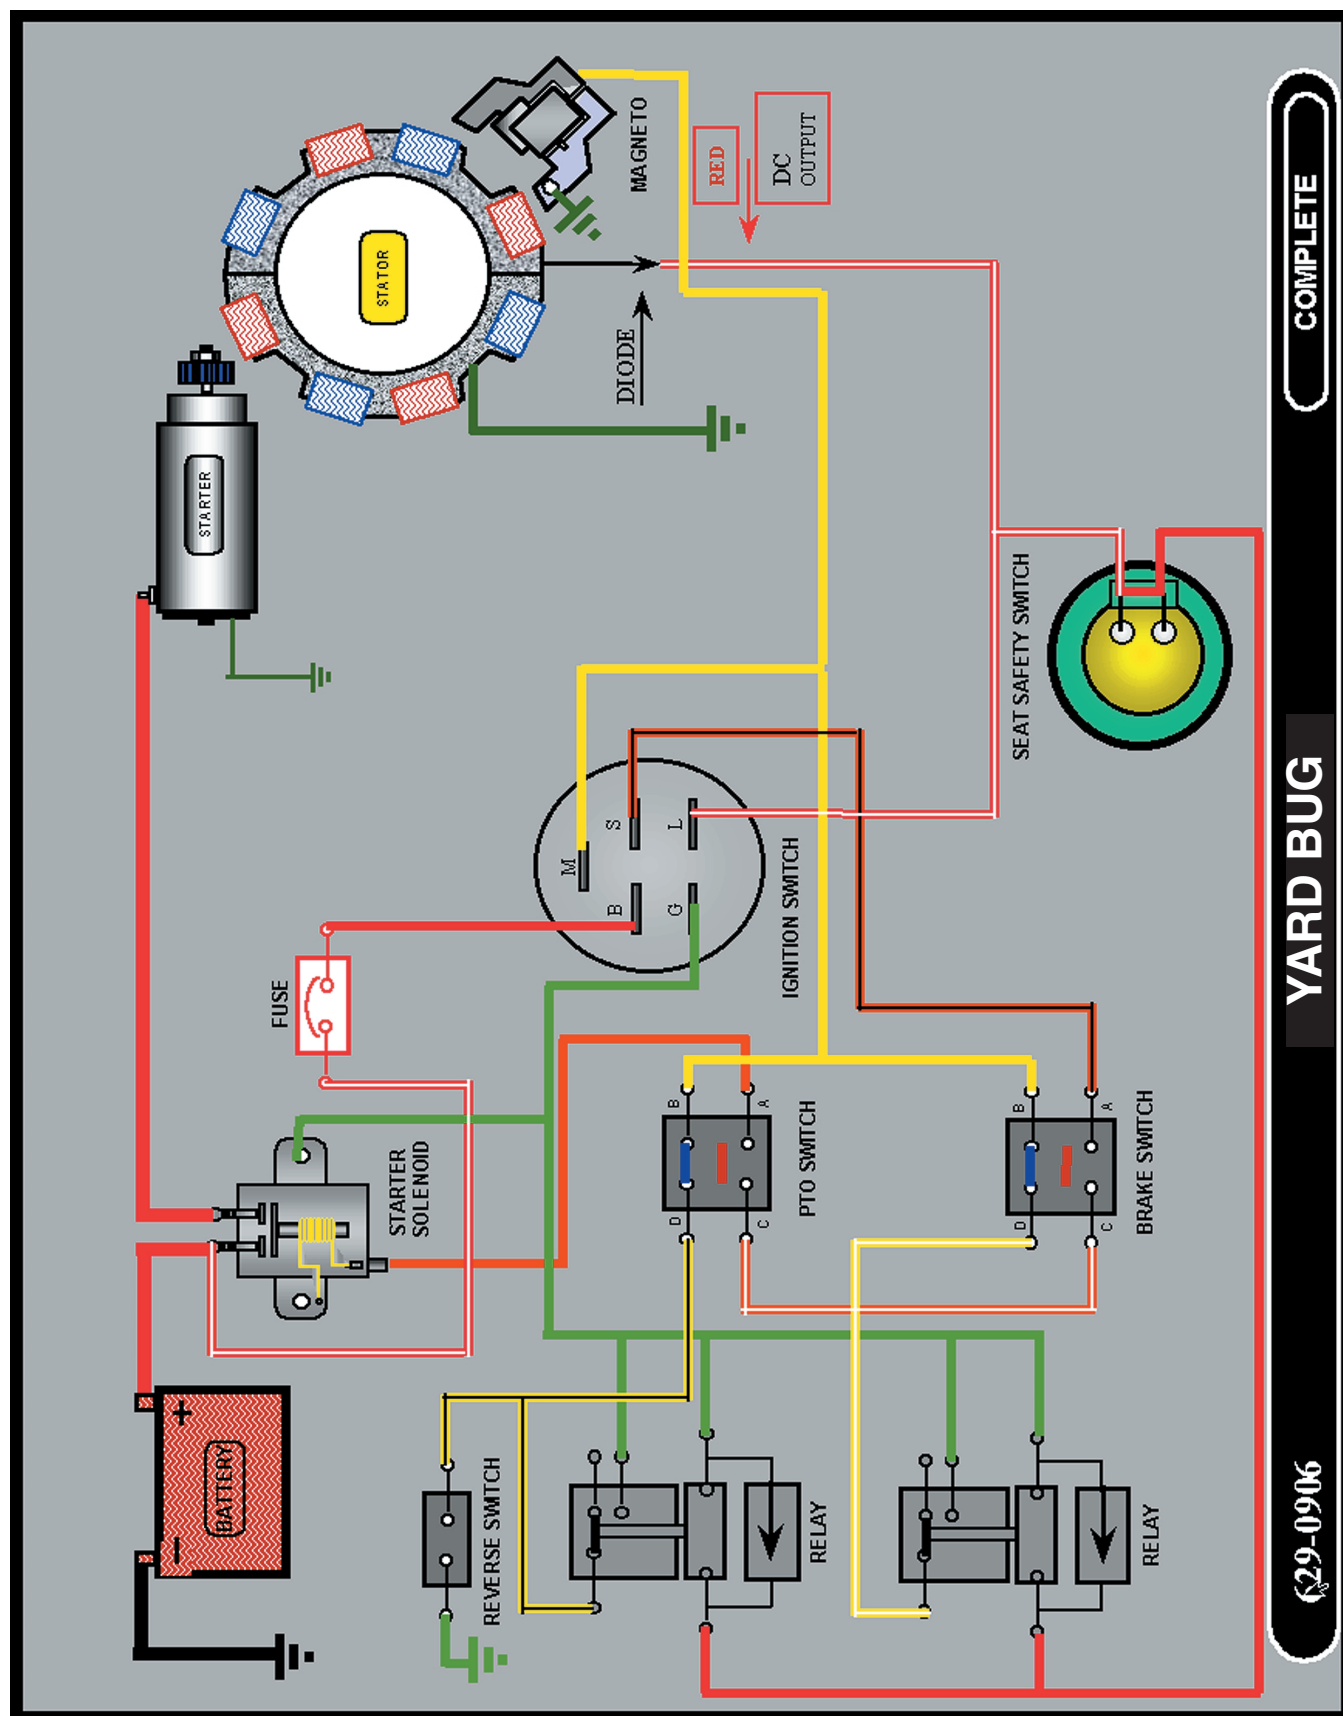 MAGNETO
RED
DC
OUTPUT
STATOR
DIODE
STARTER
SEAT SAFETY SWITCH
M
S
L
B
G
IGNITION SWITCH
FUSE
STARTER
SOLENOID
B
A
D
C
PTO SWITCH
B
A
D
C
BRAKE SWITCH
+
BATTERY
–
REVERSE SWITCH
RELAY
RELAY
629-0906
YARD BUG
COMPLETE